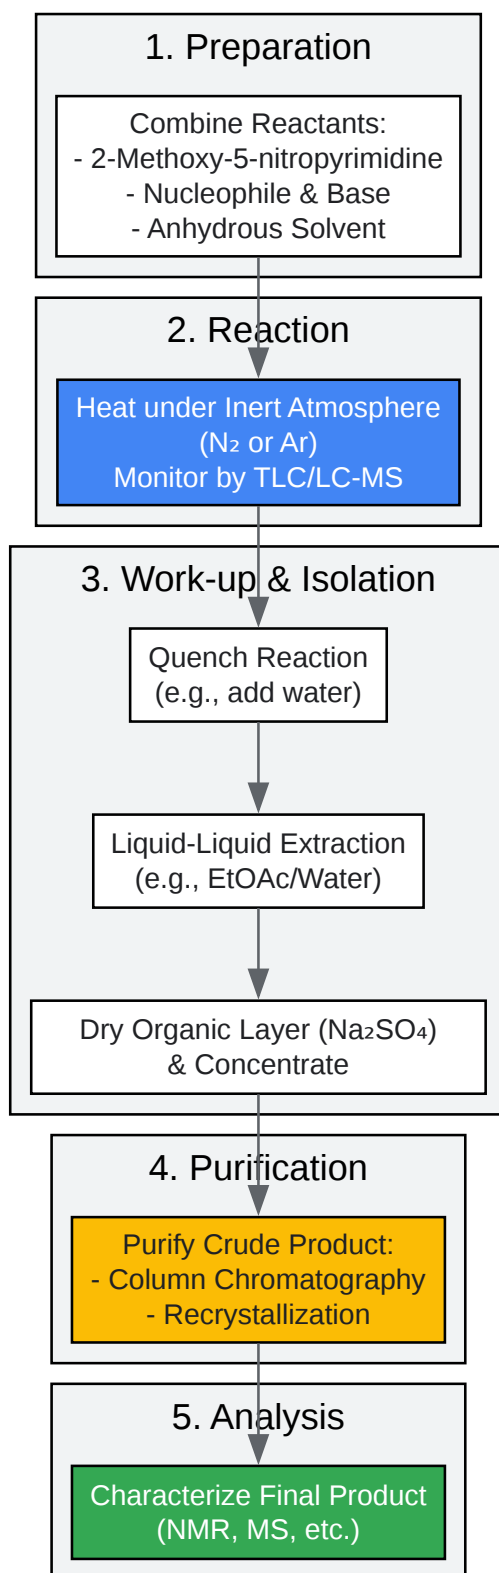 1. Preparation
Combine Reactants:
- 2-Methoxy-5-nitropyrimidine
- Nucleophile & Base
- Anhydrous Solvent
2. Reaction
Heat under Inert Atmosphere
(N₂ or Ar)
Monitor by TLC/LC-MS
3. Work-up & Isolation
Quench Reaction
(e.g., add water)
Liquid-Liquid Extraction
(e.g., EtOAc/Water)
Dry Organic Layer (Na₂SO₄)
& Concentrate
4. Purification
Purify Crude Product:
- Column Chromatography
- Recrystallization
5. Analysis
Characterize Final Product
(NMR, MS, etc.)